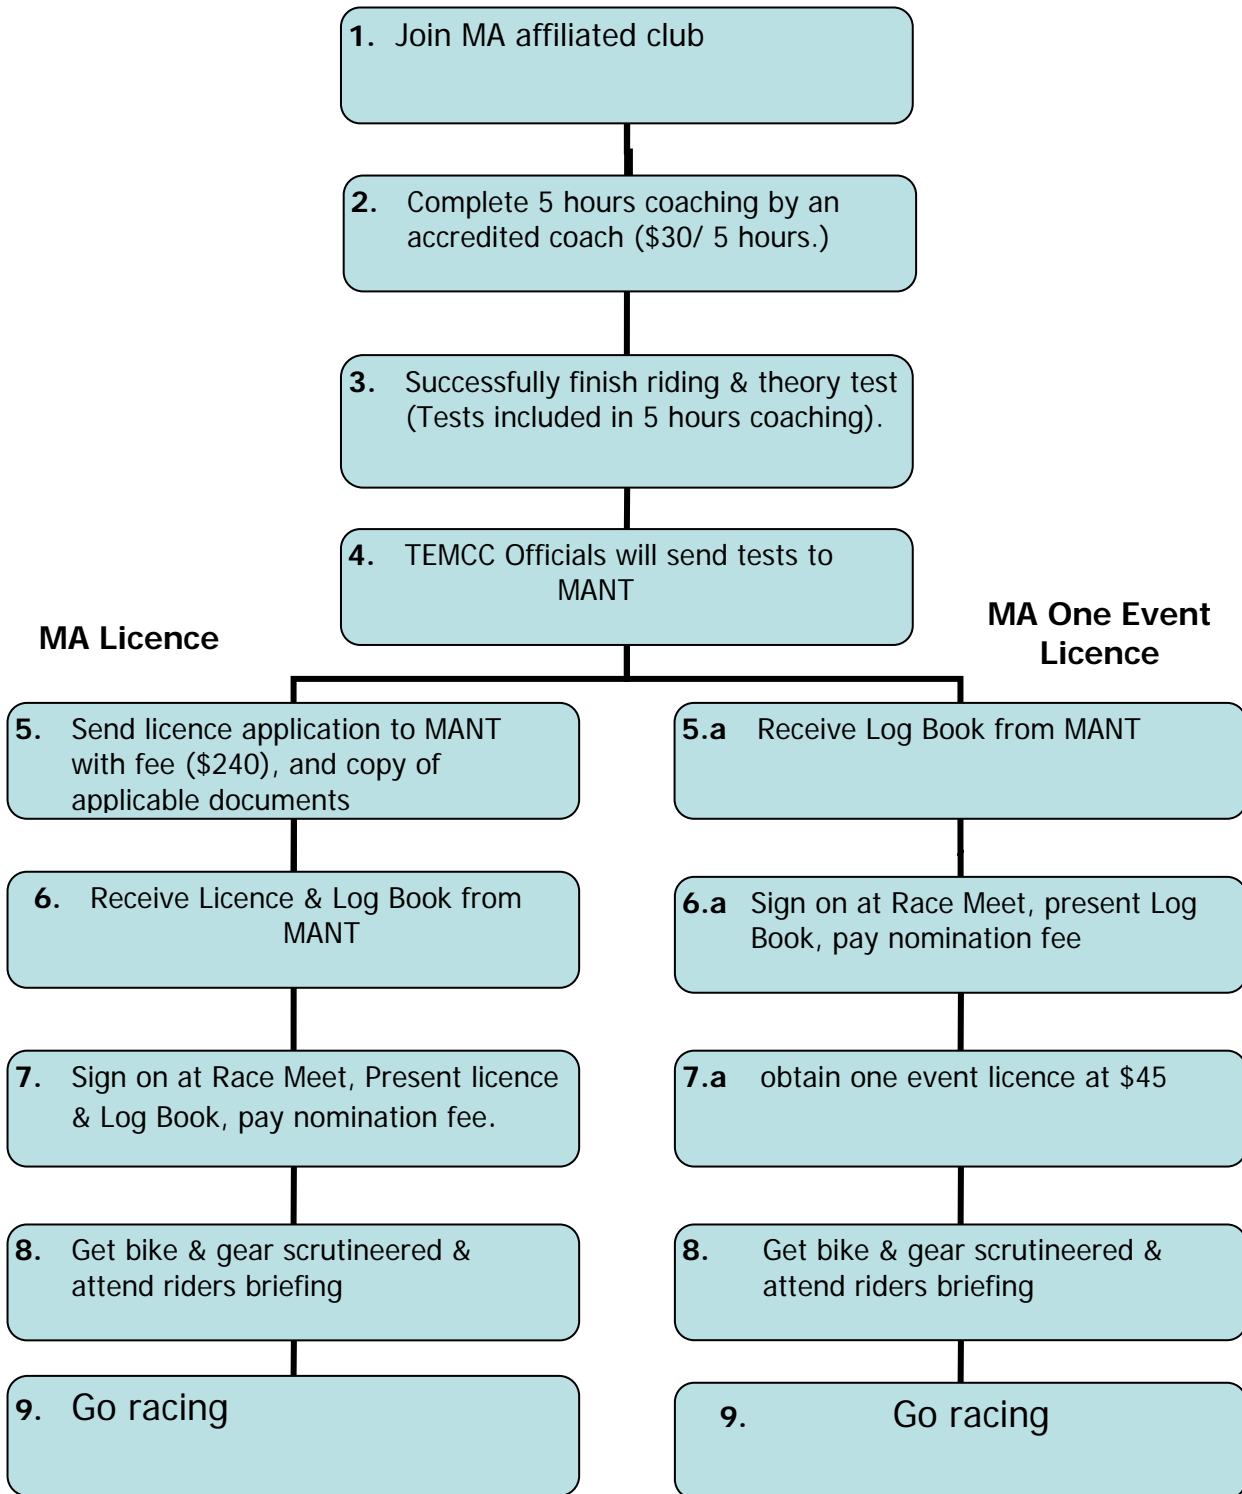 1. Join MA affiliated club
2. Complete 5 hours coaching by an
accredited coach ($30/ 5 hours.)
3. Successfully finish riding & theory test
(Tests included in 5 hours coaching).
4. TEMCC Officials will send tests to
MANT
MA Licence
5. Send licence application to MANT
with fee ($240), and copy of
applicable documents
6. Receive Licence & Log Book from
MANT
7. Sign on at Race Meet, Present licence
& Log Book, pay nomination fee.
8. Get bike & gear scrutineered &
attend riders briefing
9. Go racing
MA One Event
Licence
5.a Receive Log Book from MANT
6.a Sign on at Race Meet, present Log
Book, pay nomination fee
7.a obtain one event licence at $45
8. Get bike & gear scrutineered &
attend riders briefing
9. Go racing